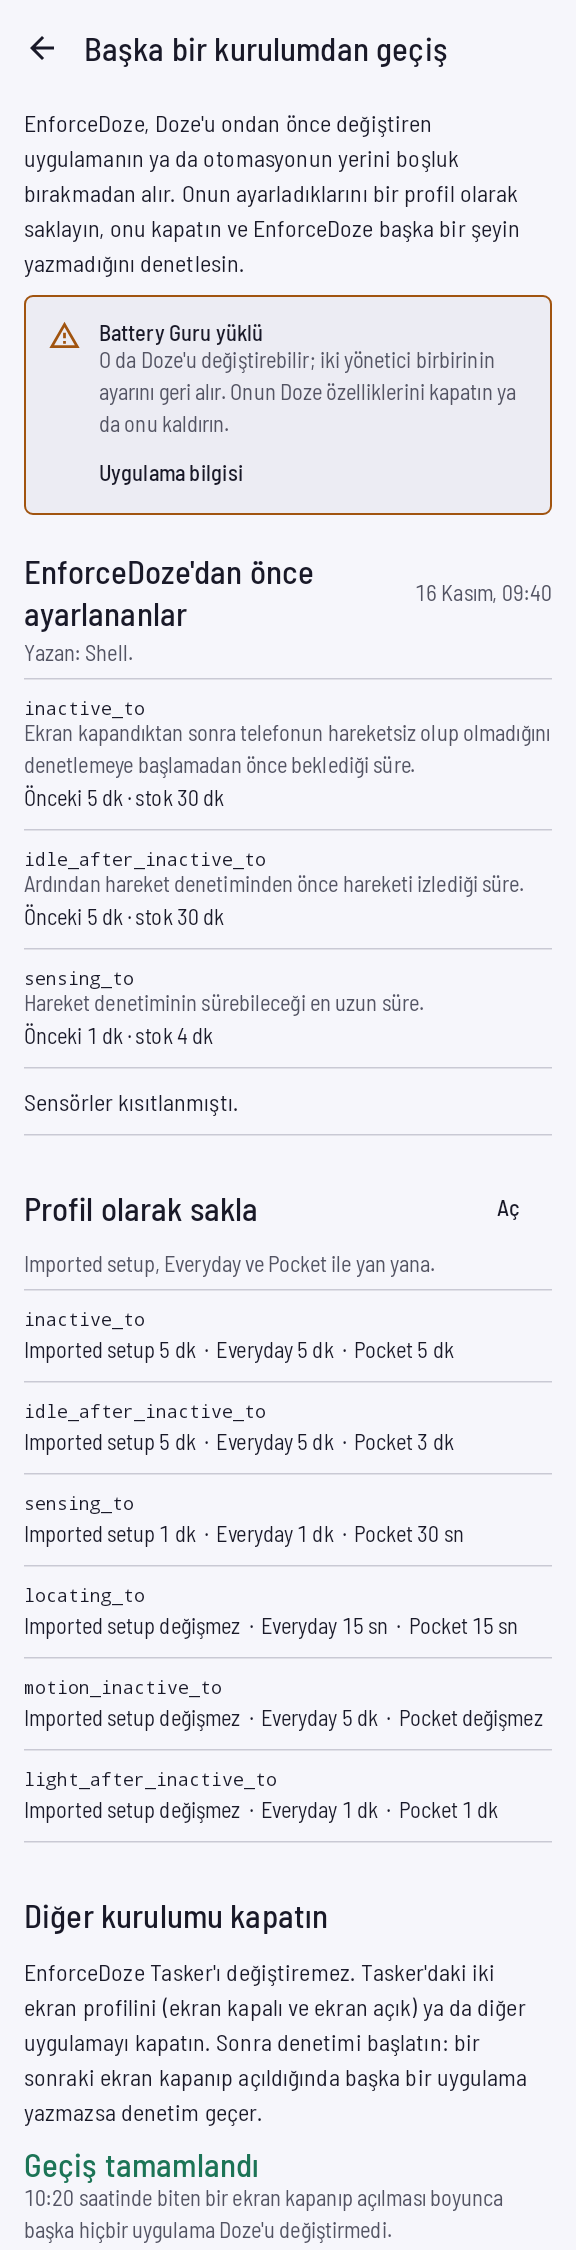 Başka bir kurulumdan geçiş
EnforceDoze, Doze'u ondan önce değiştiren
uygulamanın ya da otomasyonun yerini boşluk
bırakmadan alır. Onun ayarladıklarını bir profil olarak
saklayın, onu kapatın ve EnforceDoze başka bir şeyin
yazmadığını denetlesin.
Battery Guru yüklü
O da Doze'u değiştirebilir; iki yönetici birbirinin
ayarını geri alır. Onun Doze özelliklerini kapatın ya
da onu kaldırın.
Uygulama bilgisi
EnforceDoze'dan önce
ayarlananlar
16 Kasım, 09:40
Yazan: Shell.
inactive_to
Ekran kapandıktan sonra telefonun hareketsiz olup olmadığını
denetlemeye başlamadan önce beklediği süre.
Önceki 5 dk · stok 30 dk
idle_after_inactive_to
Ardından hareket denetiminden önce hareketi izlediği süre.
Önceki 5 dk · stok 30 dk
sensing_to
Hareket denetiminin sürebileceği en uzun süre.
Önceki 1 dk · stok 4 dk
Sensörler kısıtlanmıştı.
Profil olarak sakla
Aç
Imported setup, Everyday ve Pocket ile yan yana.
inactive_to
Imported setup 5 dk · Everyday 5 dk · Pocket 5 dk
idle_after_inactive_to
Imported setup 5 dk · Everyday 5 dk · Pocket 3 dk
sensing_to
Imported setup 1 dk · Everyday 1 dk · Pocket 30 sn
locating_to
Imported setup değişmez · Everyday 15 sn · Pocket 15 sn
motion_inactive_to
Imported setup değişmez · Everyday 5 dk · Pocket değişmez
light_after_inactive_to
Imported setup değişmez · Everyday 1 dk · Pocket 1 dk
Diğer kurulumu kapatın
EnforceDoze Tasker'ı değiştiremez. Tasker'daki iki
ekran profilini (ekran kapalı ve ekran açık) ya da diğer
uygulamayı kapatın. Sonra denetimi başlatın: bir
sonraki ekran kapanıp açıldığında başka bir uygulama
yazmazsa denetim geçer.
Geçiş tamamlandı
10:20 saatinde biten bir ekran kapanıp açılması boyunca
başka hiçbir uygulama Doze'u değiştirmedi.